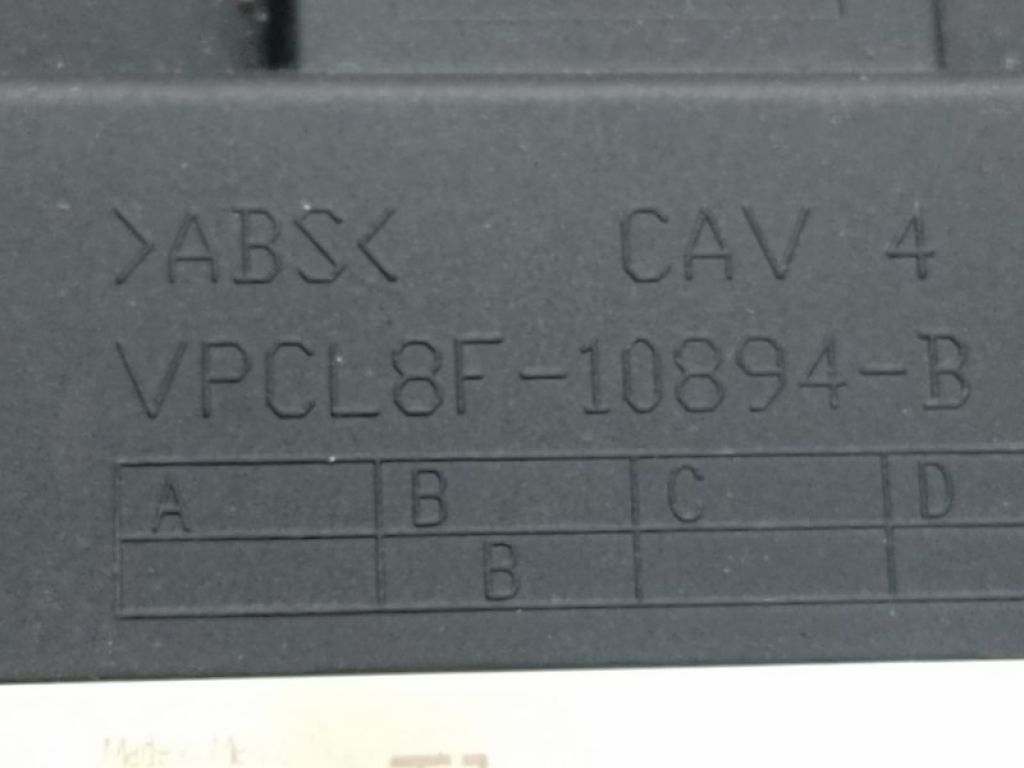 >ABS< CAV 4
VPCL8F-10894-B
A B C D
B